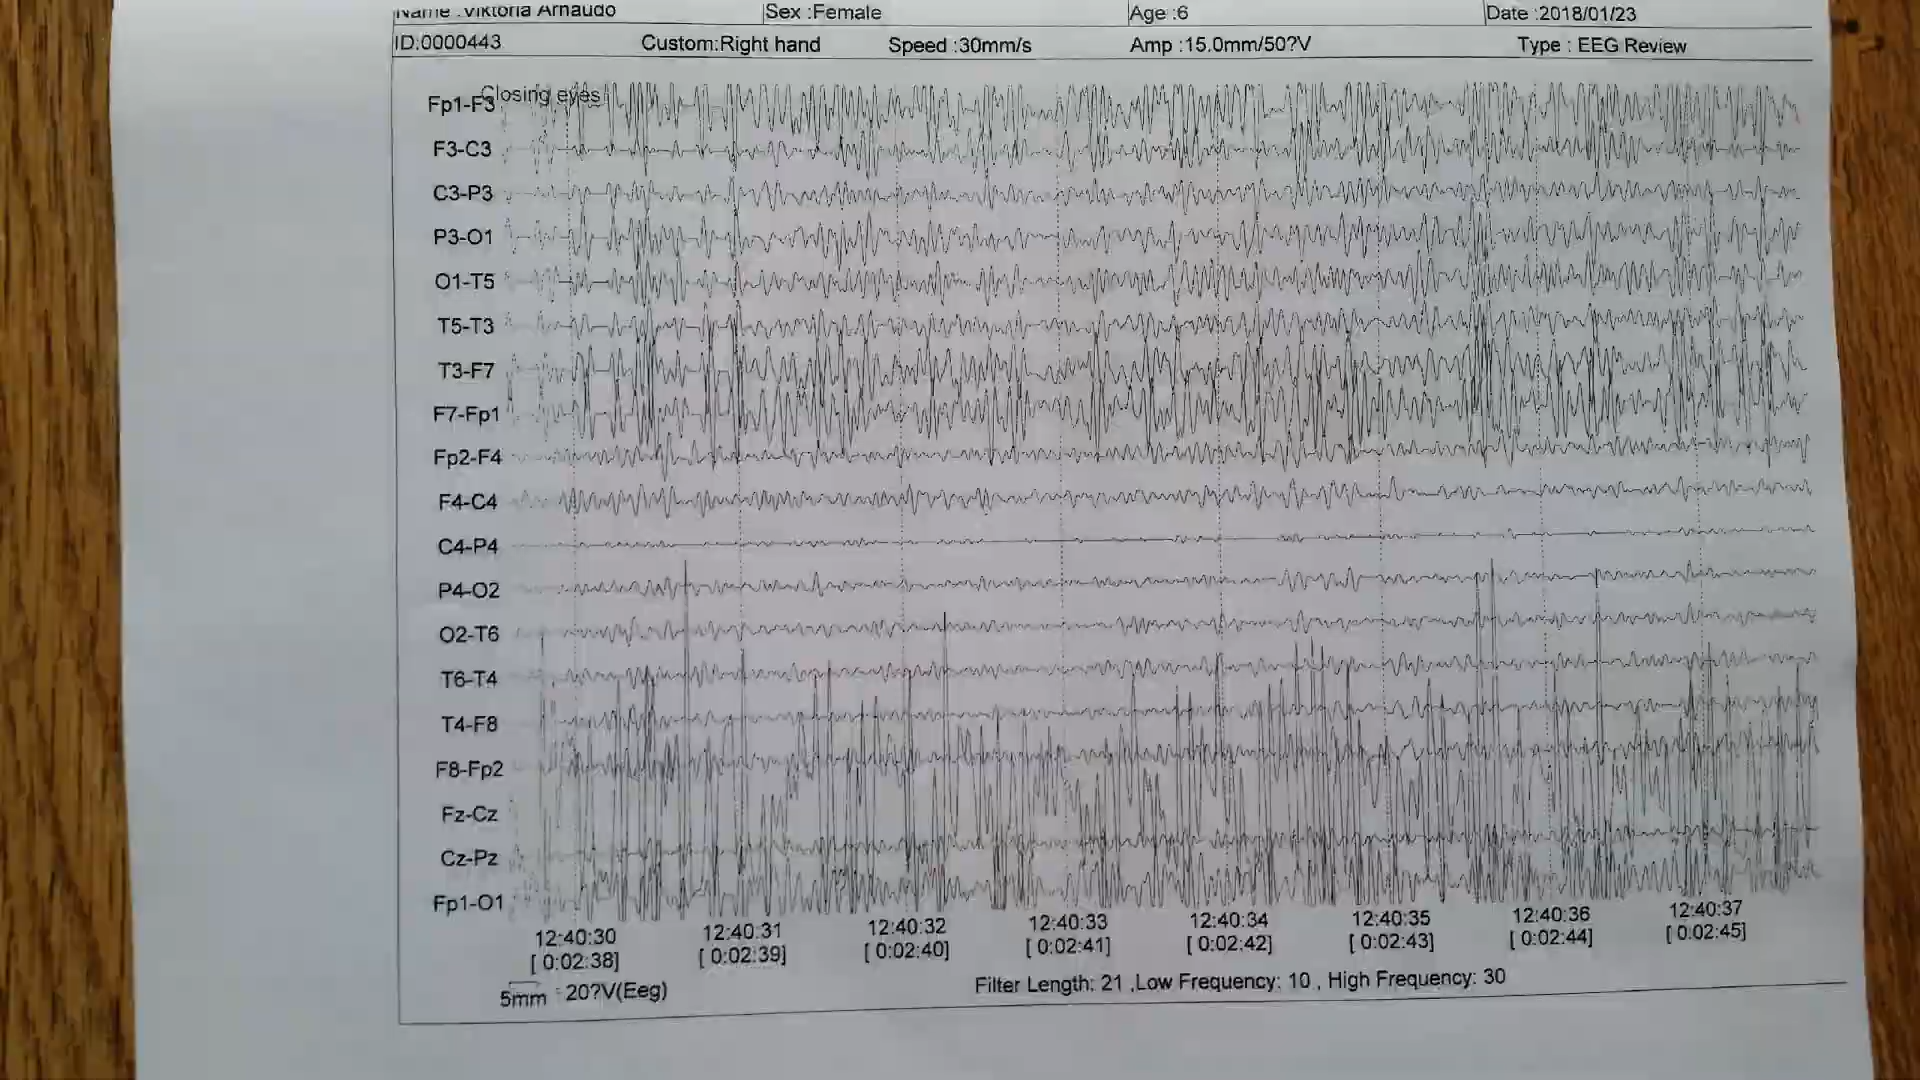 Name :Viktoria Arnaudo Sex :Female Age :6 Date :2018/01/23
ID:0000443 Custom:Right hand Speed :30mm/s Amp :15.0mm/50?V Type : EEG Review
Closing eyes
Fp1-F3
F3-C3
C3-P3
P3-O1
O1-T5
T5-T3
T3-F7
F7-Fp1
Fp2-F4
F4-C4
C4-P4
P4-O2
O2-T6
T6-T4
T4-F8
F8-Fp2
Fz-Cz
Cz-Pz
Fp1-O1
12:40:30 12:40:31 12:40:32 12:40:33 12:40:34 12:40:35 12:40:36 12:40:37
[ 0:02:38] [ 0:02:39] [ 0:02:40] [ 0:02:41] [ 0:02:42] [ 0:02:43] [ 0:02:44] [ 0:02:45]
5mm = 20?V(Eeg) Filter Length: 21 ,Low Frequency: 10 , High Frequency: 30